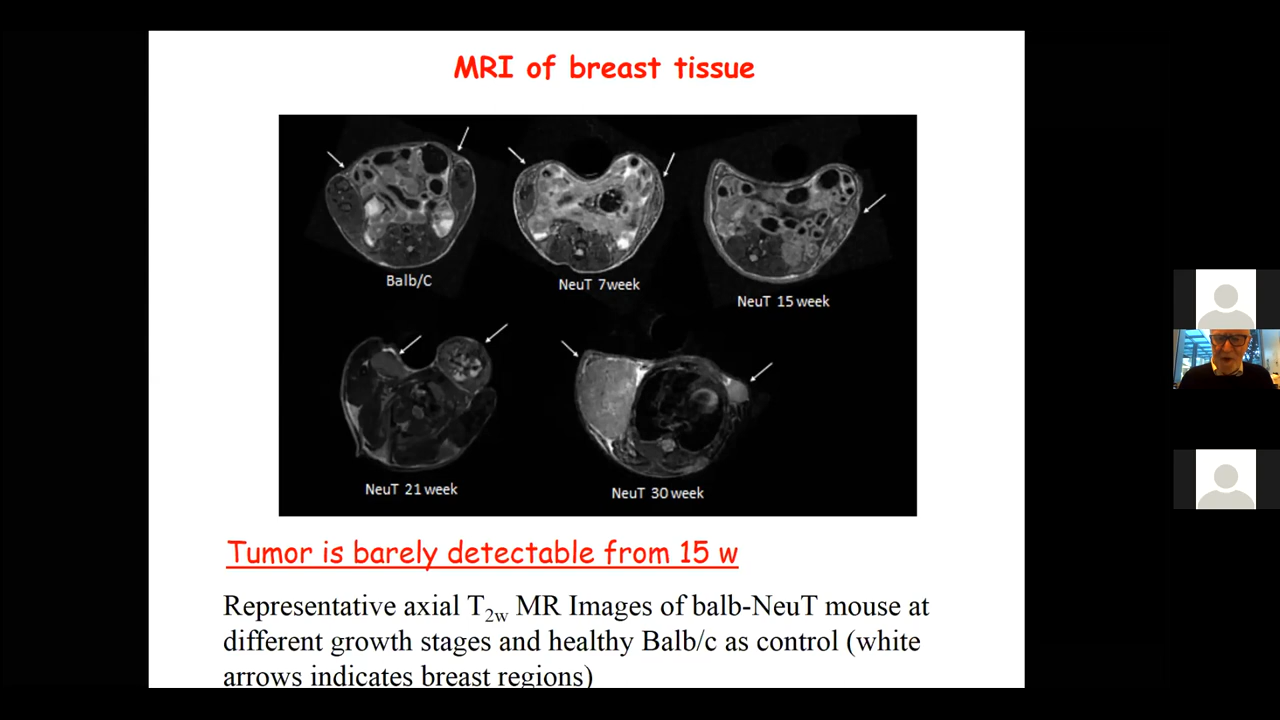 MRI of breast tissue
Balb/C
NeuT 7week
NeuT 15 week
NeuT 21 week
NeuT 30 week
Tumor is barely detectable from 15 w
Representative axial T2w MR Images of balb-NeuT mouse at
different growth stages and healthy Balb/c as control (white
arrows indicates breast regions)